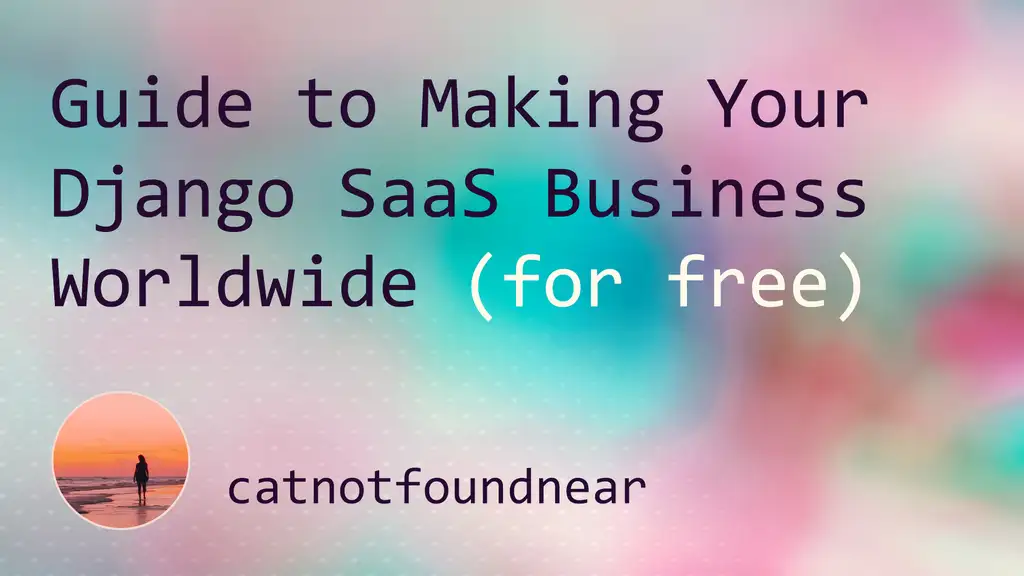 Guide to Making Your
Django SaaS Business
Worldwide (for free)
catnotfoundnear